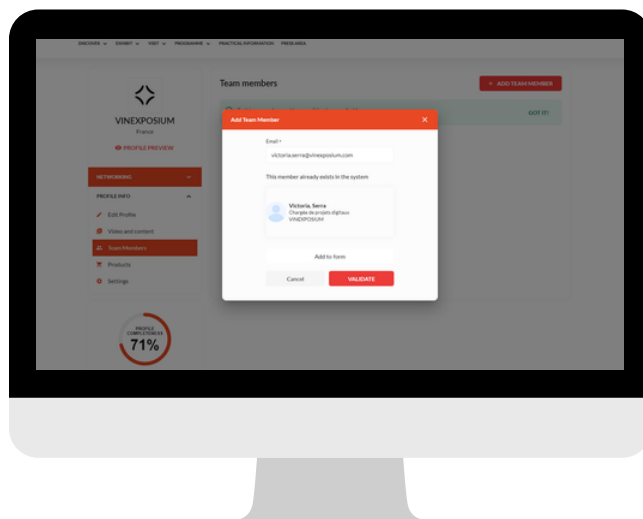 DISCOVER EXHIBIT VISIT PROGRAMME PRACTICAL INFORMATION PRESS AREA
VINEXPOSIUM
France
PROFILE PREVIEW
NETWORKING
PROFILE INFO
Edit Profile
Video and content
Team Members
Products
Settings
PROFILE
COMPLETENESS
71%
Team members
+ ADD TEAM MEMBER
GOT IT!
Add Team Member
Email *
victoria.serra@vinexposium.com
This member already exists in the system
Victoria, Serra
Chargée de projets digitaux
VINEXPOSIUM
Add to form
Cancel
VALIDATE